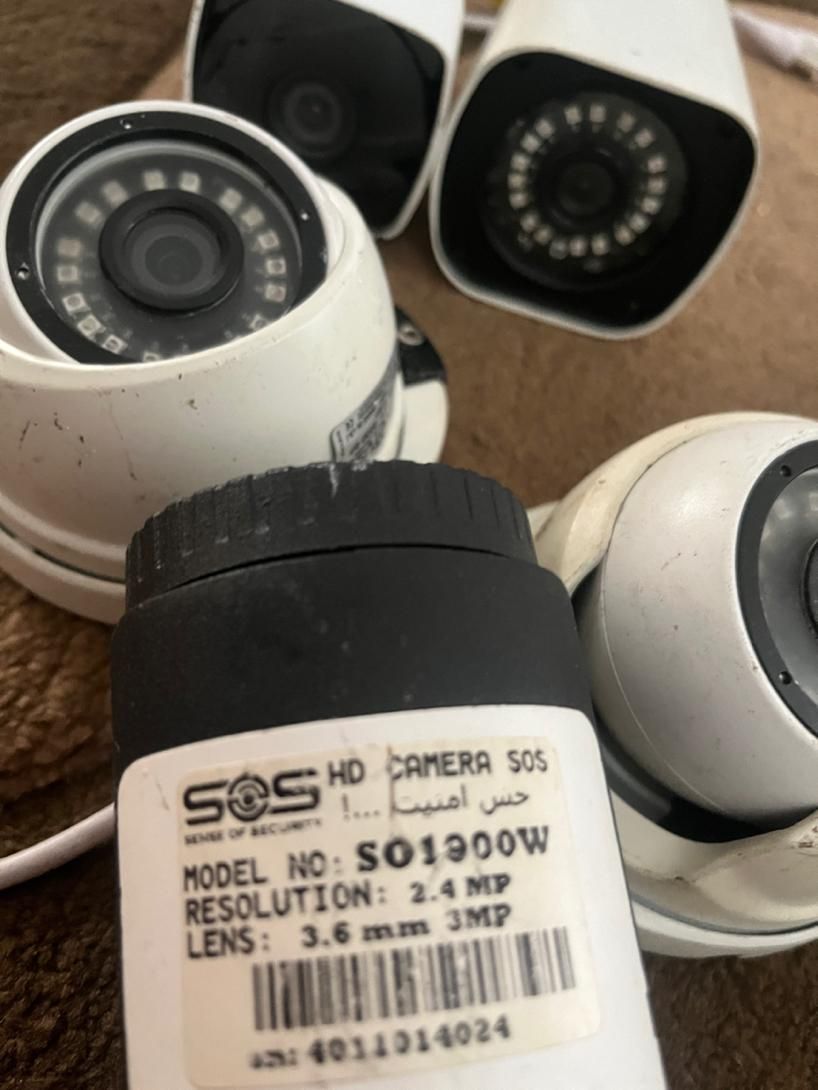 SOS HD CAMERA SOS
SENSE OF SECURITY حس امنیت ...!
MODEL NO: SO1900W
RESOLUTION: 2.4 MP
LENS: 3.6 mm 3MP
SN: 4011014024